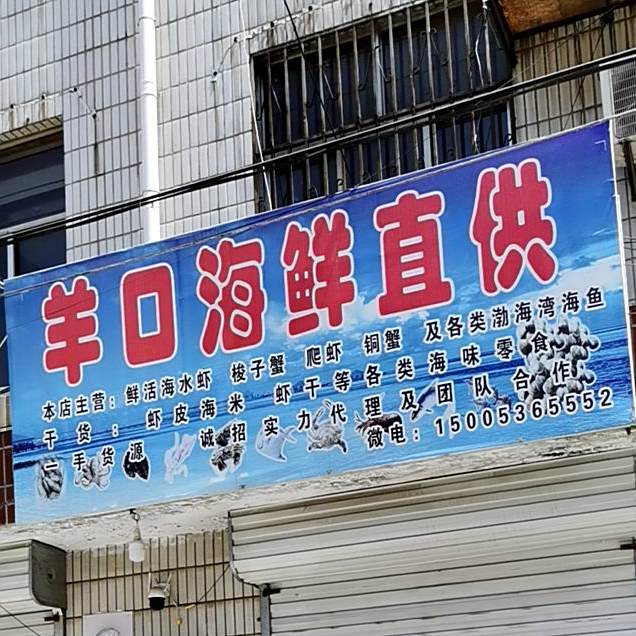 羊口海鲜直供
本店主营：鲜活海水虾 梭子蟹 爬虾 铜蟹 及各类渤海湾海鱼
干货：虾皮海米 虾干等各类海味零食
一手货源 诚招实力代理及团队合作
微电：15005365552